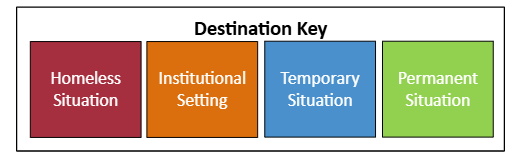 Destination Key
Homeless
Situation
Institutional
Setting
Temporary
Situation
Permanent
Situation